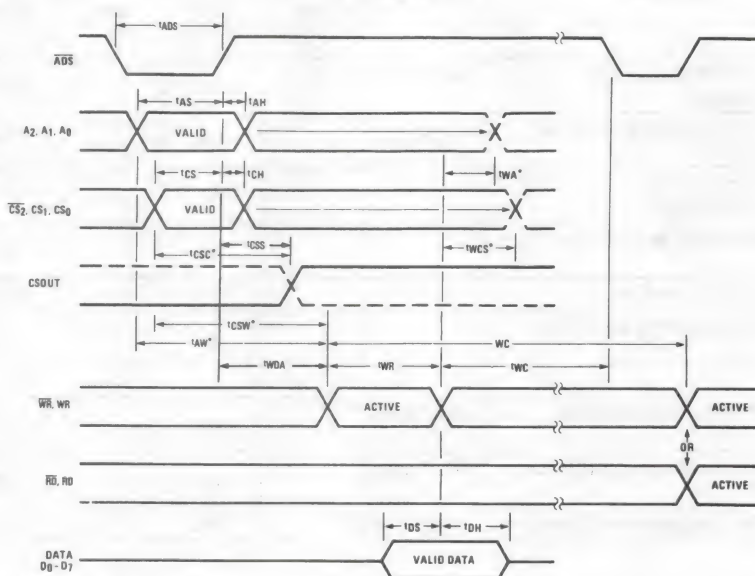 tADS
ADS
tAS tAH
A2, A1, A0 VALID
tWA*
tCS tCH
CS2, CS1, CS0 VALID
tCSS
tCSC* tWCS*
CSOUT
tCSW*
tAW* WC
tWDA tWR tWC
WR, WR ACTIVE ACTIVE
OR
RD, RD ACTIVE
tDS tDH
DATA
D0 - D7 VALID DATA